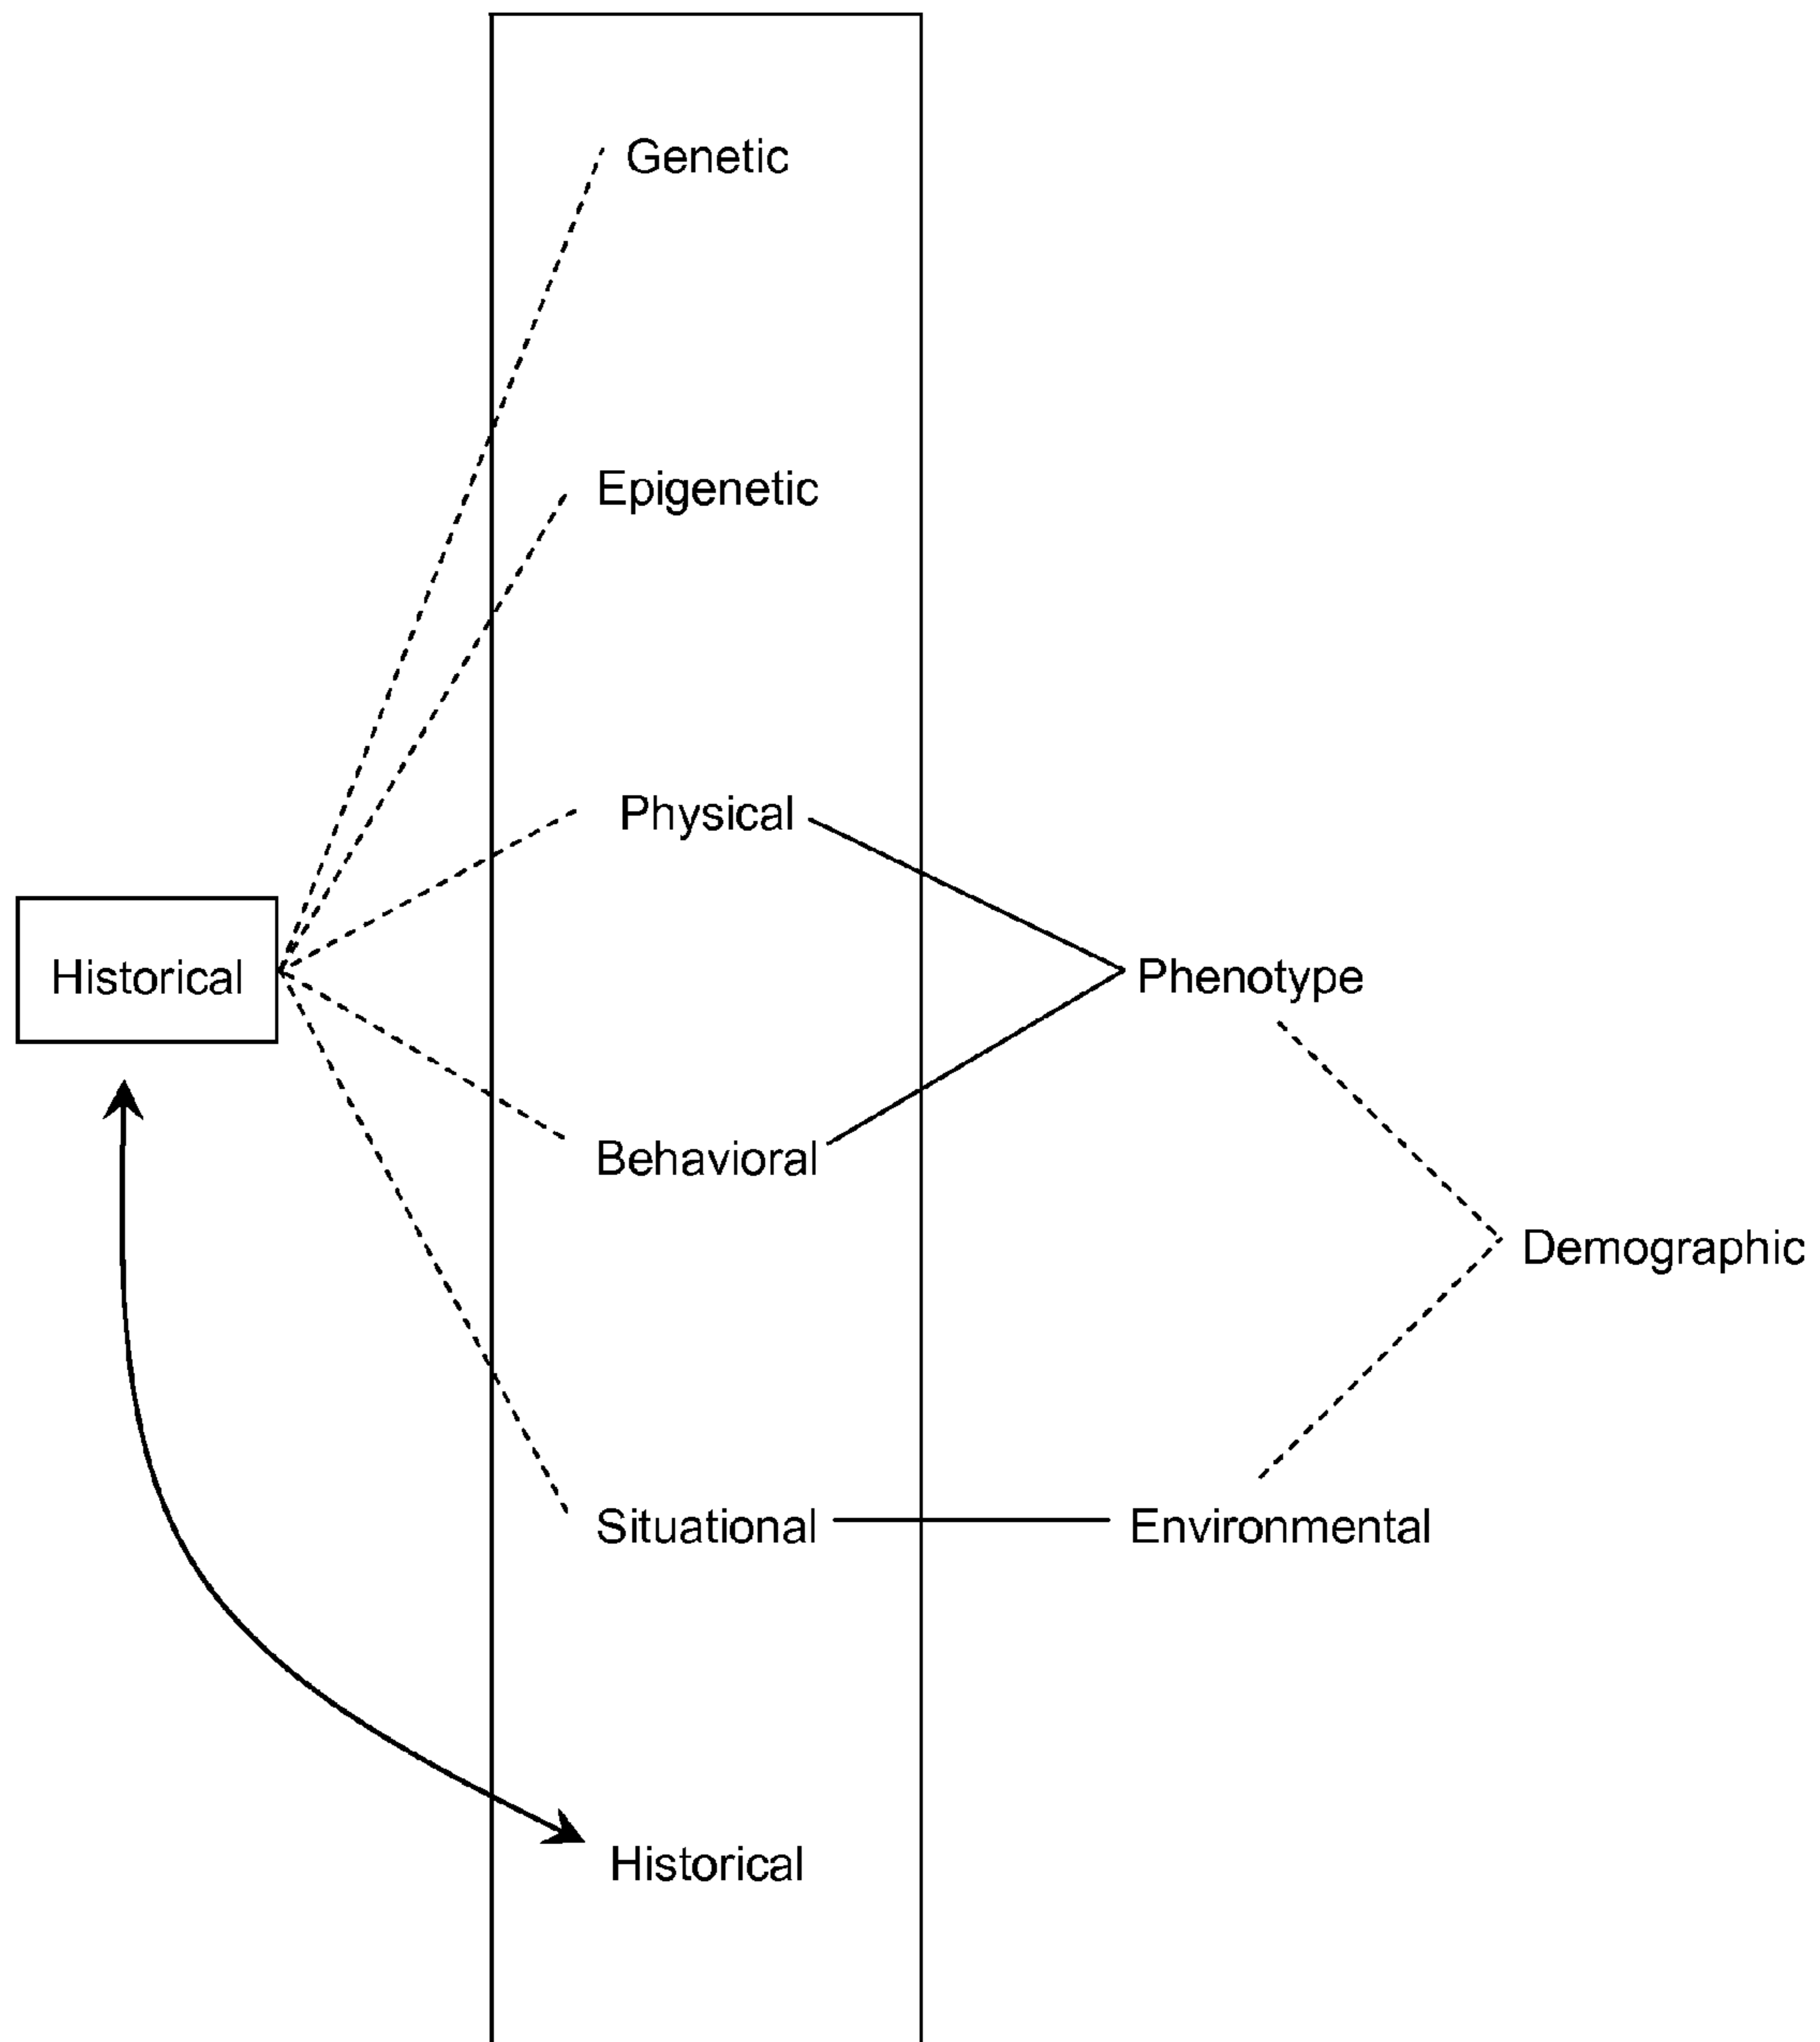 Genetic
Epigenetic
Physical
Historical
Phenotype
Behavioral
Demographic
Situational
Environmental
Historical